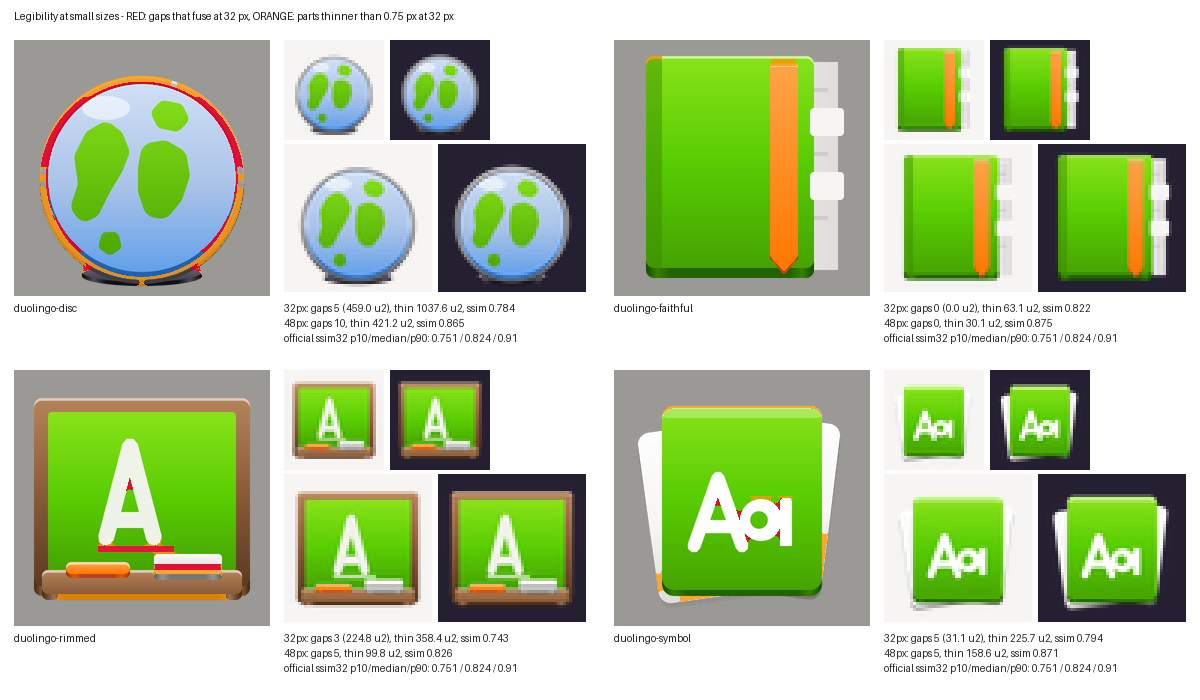 Legibility at small sizes - RED: gaps that fuse at 32 px, ORANGE: parts thinner than 0.75 px at 32 px
duolingo-disc
32px: gaps 5 (459.0 u2), thin 1037.6 u2, ssim 0.784
48px: gaps 10, thin 421.2 u2, ssim 0.865
official ssim32 p10/median/p90: 0.751 / 0.824 / 0.91
duolingo-faithful
32px: gaps 0 (0.0 u2), thin 63.1 u2, ssim 0.822
48px: gaps 0, thin 30.1 u2, ssim 0.875
official ssim32 p10/median/p90: 0.751 / 0.824 / 0.91
A
A
A
A
A
duolingo-rimmed
32px: gaps 3 (224.8 u2), thin 358.4 u2, ssim 0.743
48px: gaps 5, thin 99.8 u2, ssim 0.826
official ssim32 p10/median/p90: 0.751 / 0.824 / 0.91
Aa
Aa
Aa
Aa
Aa
duolingo-symbol
32px: gaps 5 (31.1 u2), thin 225.7 u2, ssim 0.794
48px: gaps 5, thin 158.6 u2, ssim 0.871
official ssim32 p10/median/p90: 0.751 / 0.824 / 0.91